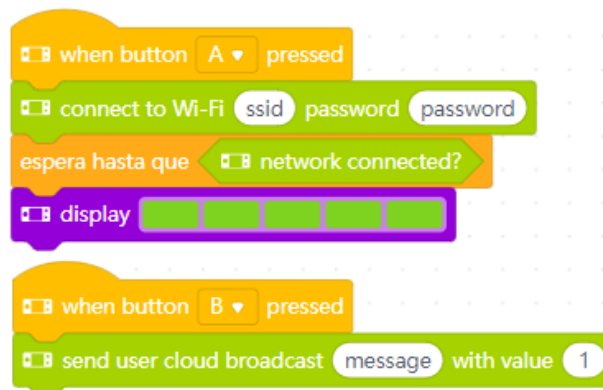 when button A pressed
connect to Wi-Fi ssid password password
espera hasta que network connected?
display
when button B pressed
send user cloud broadcast message with value 1